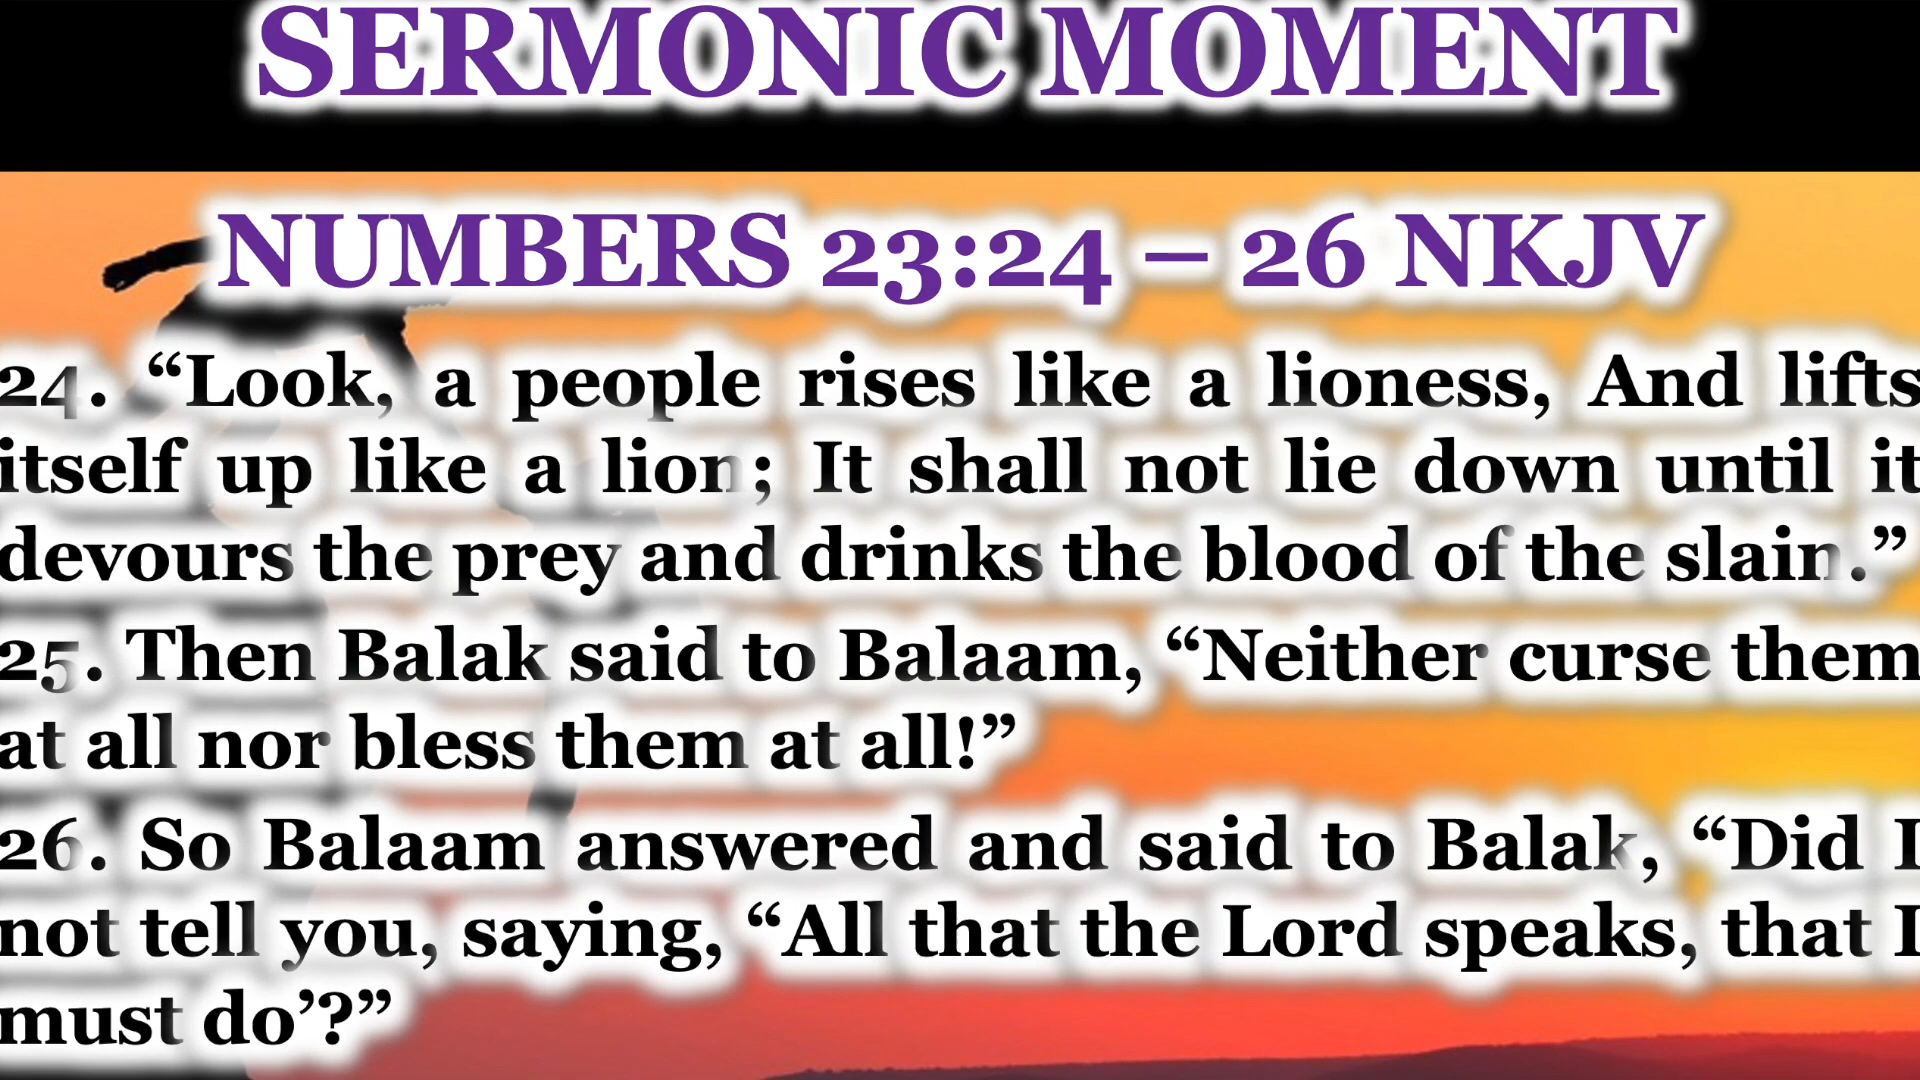 SERMONIC MOMENT
NUMBERS 23:24 – 26 NKJV
24. “Look, a people rises like a lioness, And lifts
itself up like a lion; It shall not lie down until it
devours the prey and drinks the blood of the slain.”
25. Then Balak said to Balaam, “Neither curse them
at all nor bless them at all!”
26. So Balaam answered and said to Balak, “Did I
not tell you, saying, “All that the Lord speaks, that I
must do’?”